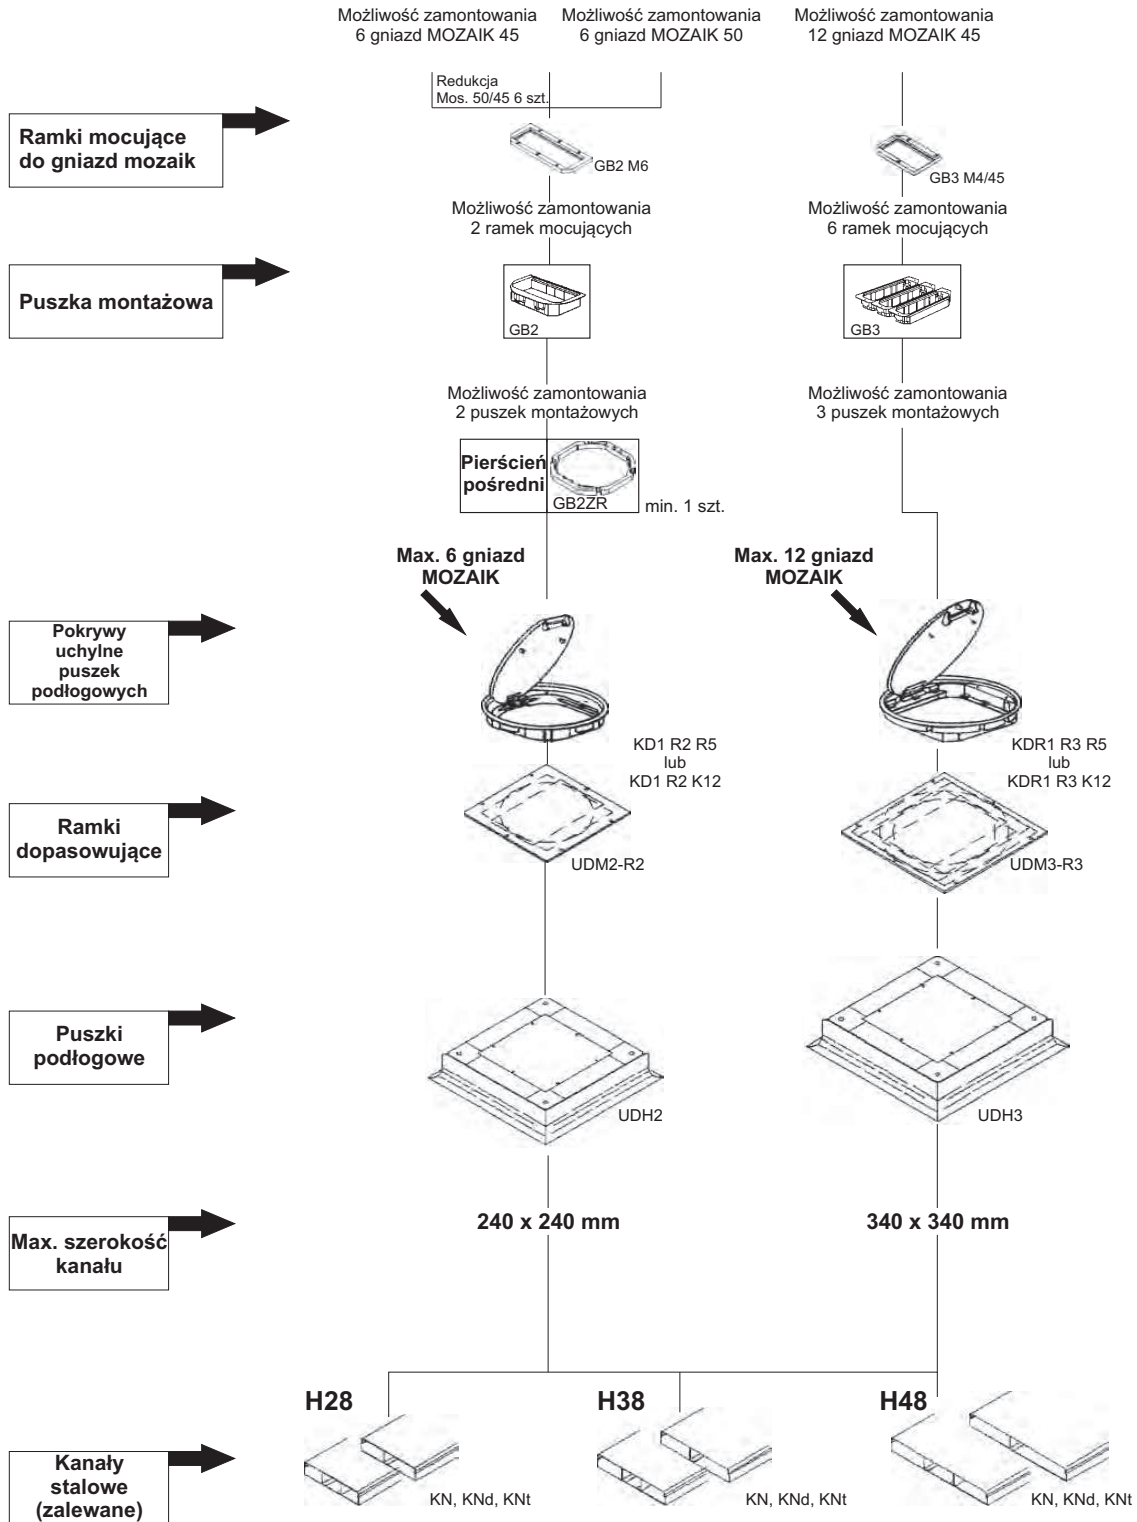 Możliwość zamontowania
6 gniazd MOZAIK 45
Możliwość zamontowania
6 gniazd MOZAIK 50
Możliwość zamontowania
12 gniazd MOZAIK 45
Redukcja
Mos. 50/45 6 szt.
Ramki mocujące
do gniazd mozaik
GB2 M6
GB3 M4/45
Możliwość zamontowania
2 ramek mocujących
Możliwość zamontowania
6 ramek mocujących
Puszka montażowa
GB2
GB3
Możliwość zamontowania
2 puszek montażowych
Możliwość zamontowania
3 puszek montażowych
Pierścień
pośredni
GB2ZR
min. 1 szt.
Max. 6 gniazd
MOZAIK
Max. 12 gniazd
MOZAIK
Pokrywy
uchylne
puszek
podłogowych
KD1 R2 R5
lub
KD1 R2 K12
KDR1 R3 R5
lub
KDR1 R3 K12
Ramki
dopasowujące
UDM2-R2
UDM3-R3
Puszki
podłogowe
UDH2
UDH3
Max. szerokość
kanału
240 x 240 mm
340 x 340 mm
H28
H38
H48
Kanały
stalowe
(zalewane)
KN, KNd, KNt
KN, KNd, KNt
KN, KNd, KNt